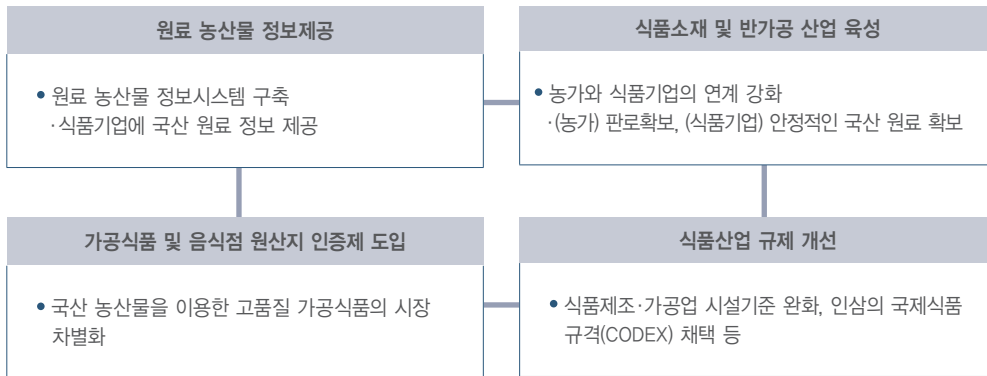 원료 농산물 정보제공
• 원료 농산물 정보시스템 구축
·식품기업에 국산 원료 정보 제공
식품소재 및 반가공 산업 육성
• 농가와 식품기업의 연계 강화
·(농가) 판로확보, (식품기업) 안정적인 국산 원료 확보
가공식품 및 음식점 원산지 인증제 도입
• 국산 농산물을 이용한 고품질 가공식품의 시장
차별화
식품산업 규제 개선
• 식품제조·가공업 시설기준 완화, 인삼의 국제식품
규격(CODEX) 채택 등